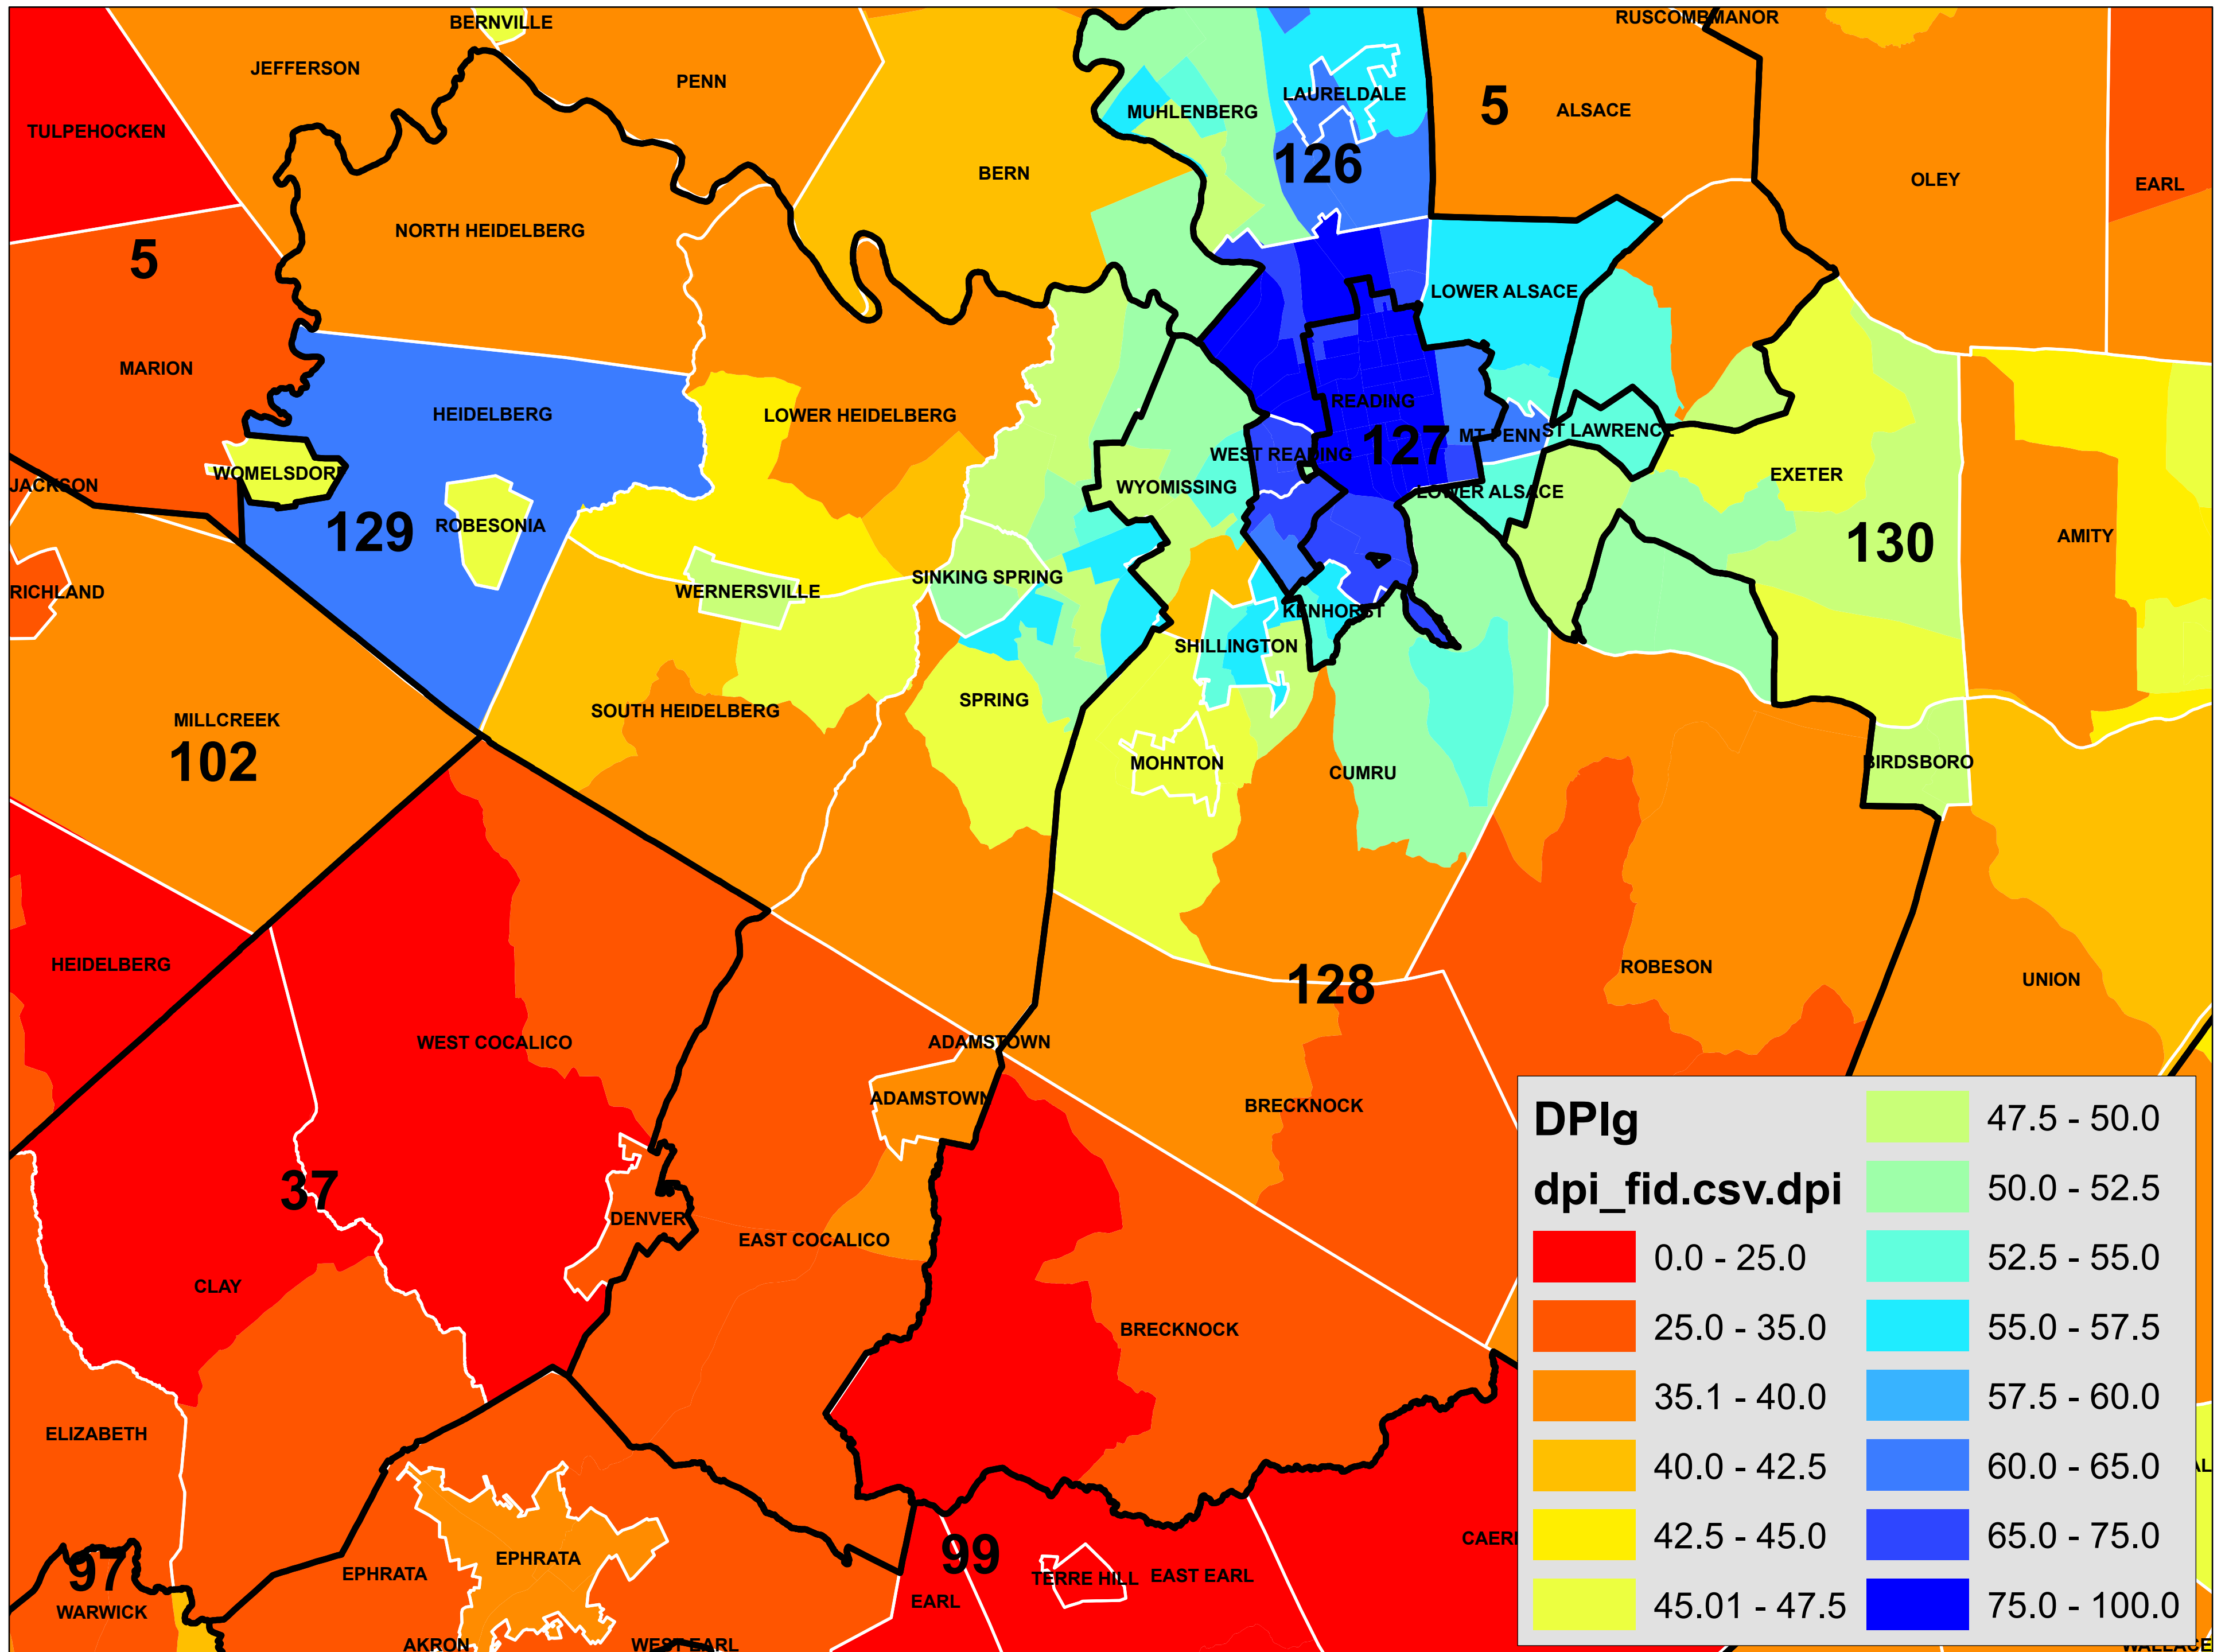 BERNVILLE
RUSCOMBMANOR
JEFFERSON
PENN
LAURELDALE
MUHLENBERG
5
ALSACE
TULPEHOCKEN
126
BERN
OLEY
EARL
NORTH HEIDELBERG
5
LOWER ALSACE
MARION
HEIDELBERG
LOWER HEIDELBERG
READING
127
MT PENN
ST LAWRENCE
WEST READING
WOMELSDORF
EXETER
JACKSON
WYOMISSING
LOWER ALSACE
129
ROBESONIA
130
AMITY
SINKING SPRING
RICHLAND
WERNERSVILLE
KENHORST
SHILLINGTON
SPRING
SOUTH HEIDELBERG
MILLCREEK
102
MOHNTON
CUMRU
BIRDSBORO
HEIDELBERG
128
ROBESON
UNION
WEST COCALICO
ADAMSTOWN
ADAMSTOWN
BRECKNOCK
37
DENVER
EAST COCALICO
CLAY
BRECKNOCK
ELIZABETH
97
EPHRATA
EPHRATA
99
CAER
TERRE HILL
EAST EARL
EARL
WARWICK
AKRON
WEST EARL
WALLACE
AL
DPIg
dpi_fid.csv.dpi
0.0 - 25.0
25.0 - 35.0
35.1 - 40.0
40.0 - 42.5
42.5 - 45.0
45.01 - 47.5
47.5 - 50.0
50.0 - 52.5
52.5 - 55.0
55.0 - 57.5
57.5 - 60.0
60.0 - 65.0
65.0 - 75.0
75.0 - 100.0